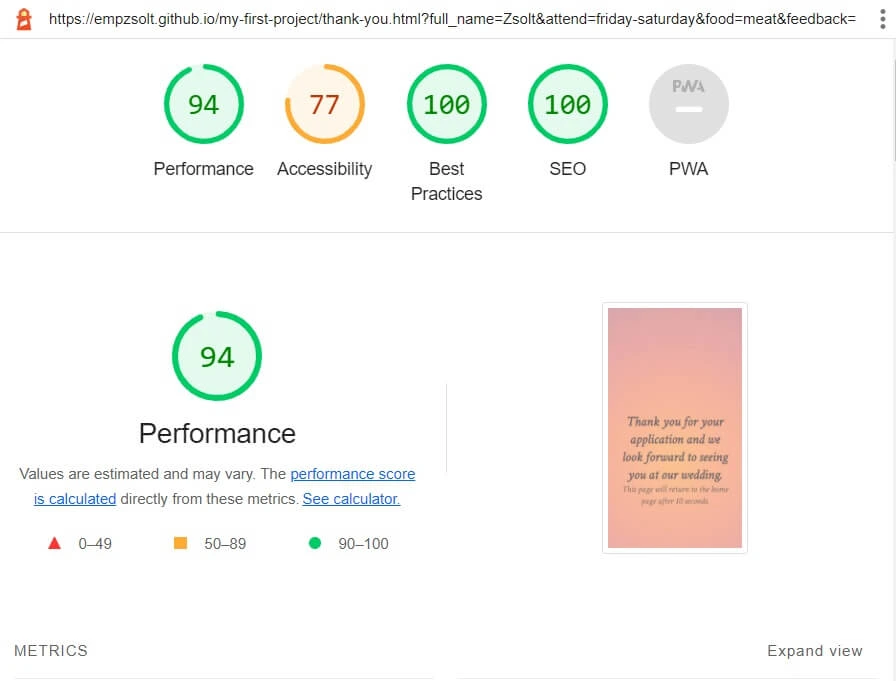 https://empzsolt.github.io/my-first-project/thank-you.html?full_name=Zsolt&attend=friday-saturday&food=meat&feedback=
94
77
100
100
PWA
Performance
Accessibility
Best
Practices
SEO
PWA
94
Performance
Values are estimated and may vary. The performance score
is calculated directly from these metrics. See calculator.
0–49
50–89
90–100
Thank you for your
application and we
look forward to seeing
you at our wedding.
This page will return to the home
page after 10 seconds
METRICS
Expand view